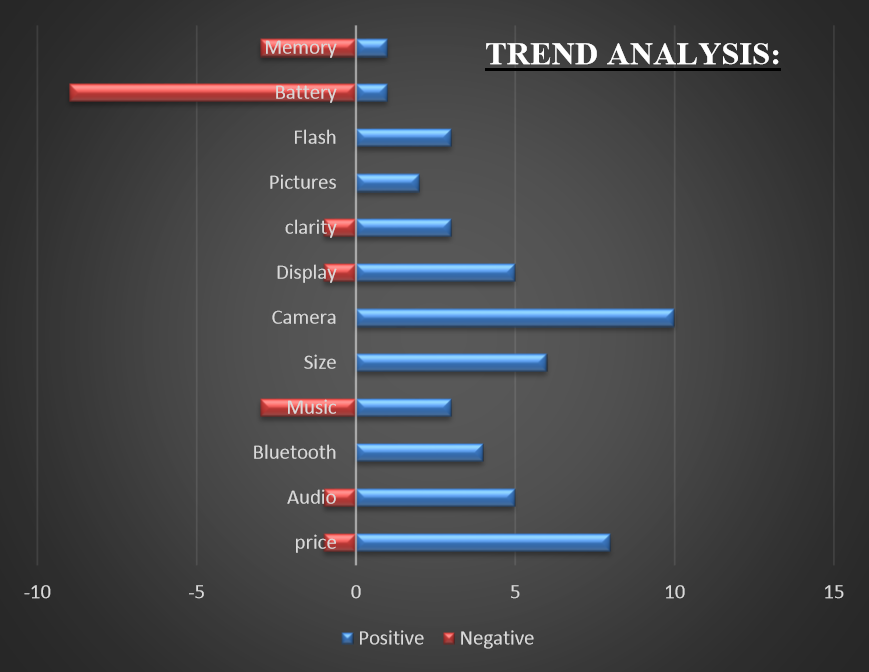 TREND ANALYSIS:
Memory
Battery
Flash
Pictures
clarity
Display
Camera
Size
Music
Bluetooth
Audio
price
-10 -5 0 5 10 15
Positive Negative